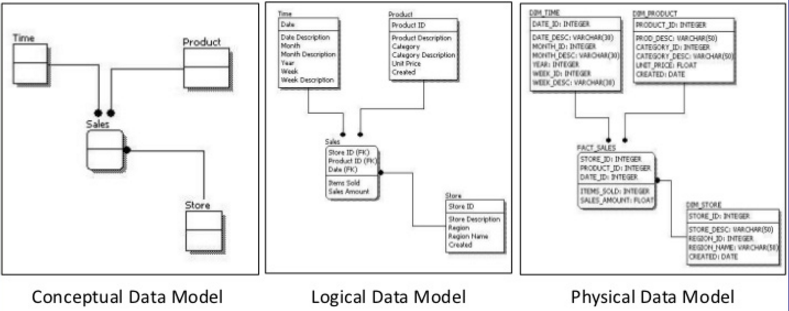 Time
Product
Sales
Store
Conceptual Data Model
Time
Date
Date Description
Month
Month Description
Year
Week
Week Description
Product
Product ID
Product Description
Category
Category Description
Unit Price
Created
Sales
Store ID (FK)
Product ID (FK)
Date (FK)
Items Sold
Sales Amount
Store
Store ID
Store Description
Region
Region Name
Created
Logical Data Model
DIM_TIME
DATE_ID: INTEGER
DATE_DESC: VARCHAR(30)
MONTH_ID: INTEGER
MONTH_DESC: VARCHAR(30)
YEAR: INTEGER
WEEK_ID: INTEGER
WEEK_DESC: VARCHAR(30)
DIM_PRODUCT
PRODUCT_ID: INTEGER
PROD_DESC: VARCHAR(50)
CATEGORY_ID: INTEGER
CATEGORY_DESC: VARCHAR(50)
UNIT_PRICE: FLOAT
CREATED: DATE
FACT_SALES
STORE_ID: INTEGER
PRODUCT_ID: INTEGER
DATE_ID: INTEGER
ITEMS_SOLD: INTEGER
SALES_AMOUNT: FLOAT
DIM_STORE
STORE_ID: INTEGER
STORE_DESC: VARCHAR(50)
REGION_ID: INTEGER
REGION_NAME: VARCHAR(50)
CREATED: DATE
Physical Data Model